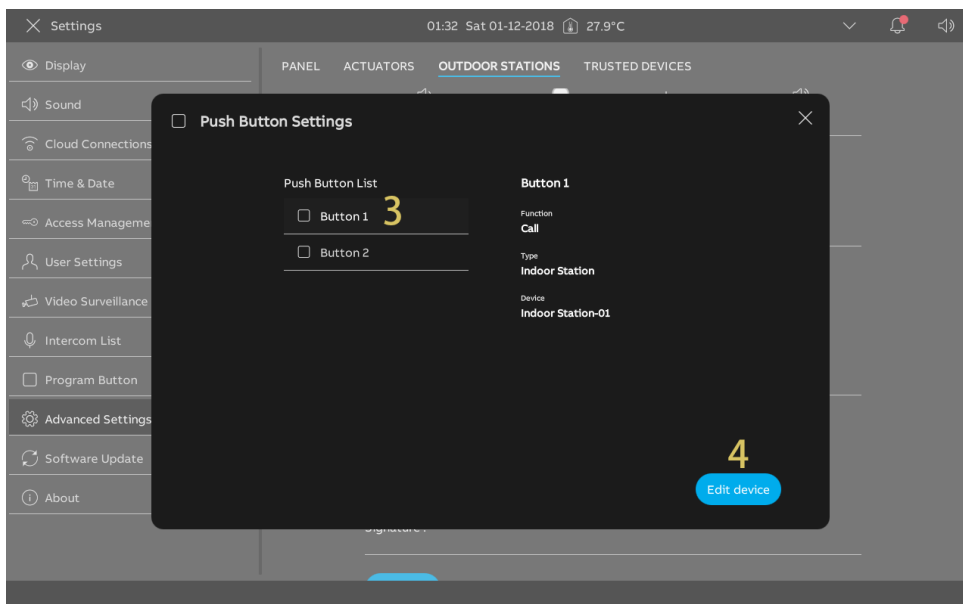 Settings
01:32 Sat 01-12-2018 27.9°C
Display
Sound
Cloud Connections
Time & Date
Access Manageme
User Settings
Video Surveillance
Intercom List
Program Button
Advanced Settings
Software Update
About
PANEL ACTUATORS OUTDOOR STATIONS TRUSTED DEVICES
Push Button Settings
Push Button List
Button 1 3
Button 2
Button 1
Function
Call
Type
Indoor Station
Device
Indoor Station-01
4
Edit device
Signature :